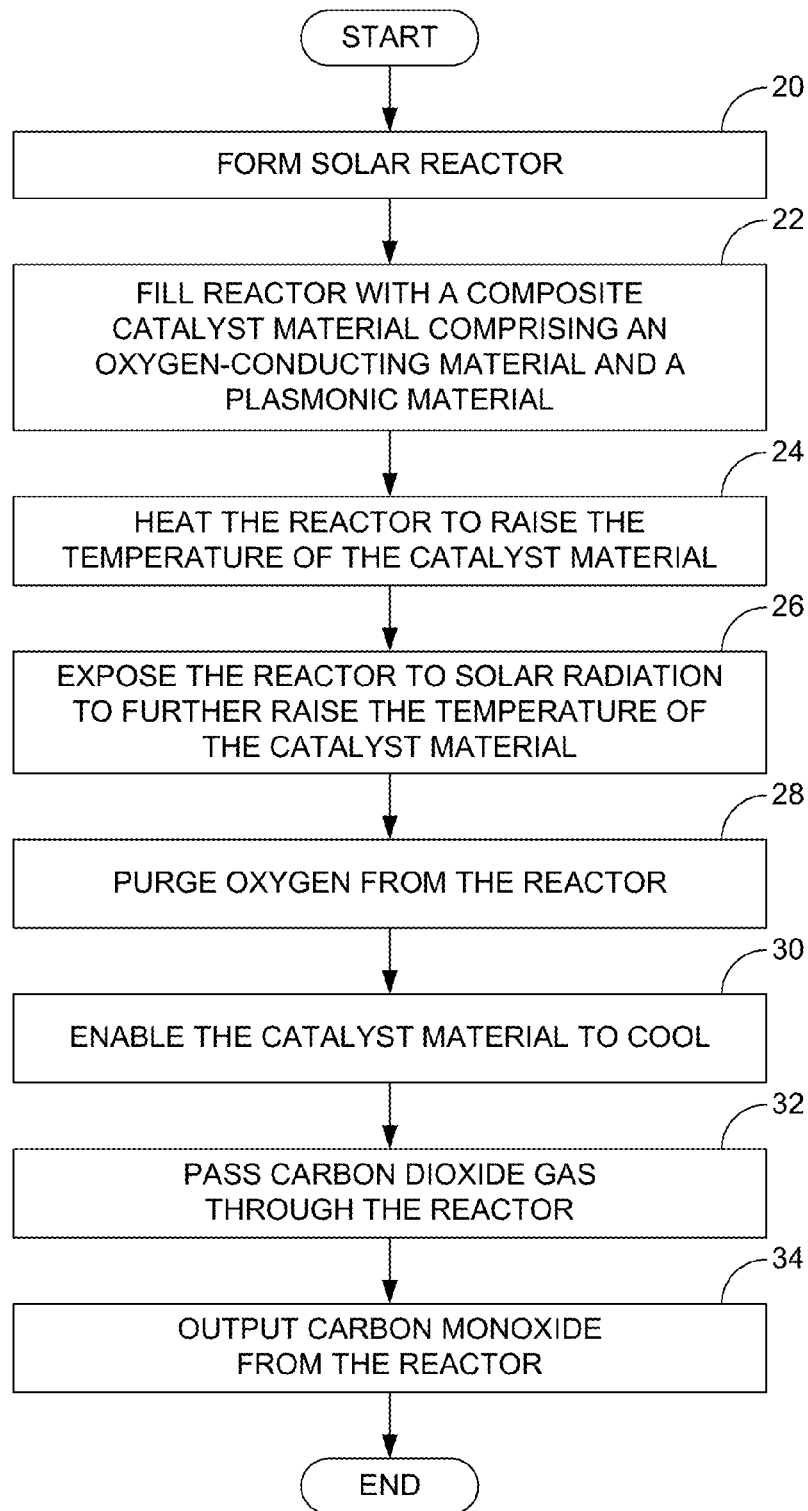 START
20
FORM SOLAR REACTOR
22
FILL REACTOR WITH A COMPOSITE
CATALYST MATERIAL COMPRISING AN
OXYGEN-CONDUCTING MATERIAL AND A
PLASMONIC MATERIAL
24
HEAT THE REACTOR TO RAISE THE
TEMPERATURE OF THE CATALYST MATERIAL
26
EXPOSE THE REACTOR TO SOLAR RADIATION
TO FURTHER RAISE THE TEMPERATURE OF
THE CATALYST MATERIAL
28
PURGE OXYGEN FROM THE REACTOR
30
ENABLE THE CATALYST MATERIAL TO COOL
32
PASS CARBON DIOXIDE GAS
THROUGH THE REACTOR
34
OUTPUT CARBON MONOXIDE
FROM THE REACTOR
END